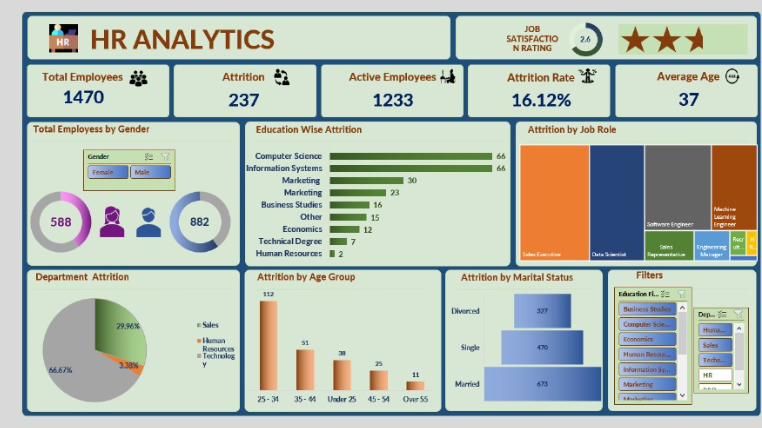 HR
HR ANALYTICS
JOB
SATISFACTIO
N RATING
2.6
Total Employees
1470
Attrition
237
Active Employees
1233
Attrition Rate
16.12%
Average Age
37
Total Employess by Gender
Gender
Female
Male
588
882
Education Wise Attrition
Computer Science
66
Information Systems
66
Marketing
30
Marketing
23
Business Studies
16
Other
15
Economics
12
Technical Degree
7
Human Resources
2
Attrition by Job Role
Sales Executive
Data Scientist
Software Engineer
Machine
Learning
Engineer
Sales
Representative
Engineering
Manager
Recr
uit...
Department Attrition
29.96%
3.38%
66.67%
Sales
Human
Resources
Technolog
y
Attrition by Age Group
112
51
38
25
11
25 - 34
35 - 44
Under 25
45 - 54
Over 55
Attrition by Marital Status
Divorced
327
Single
470
Married
673
Filters
Education Fi...
Business Studies
Computer Scie...
Economics
Human Resour...
Information Sy...
Marketing
Marketing
Dep...
Huma...
Sales
Techn...
HR